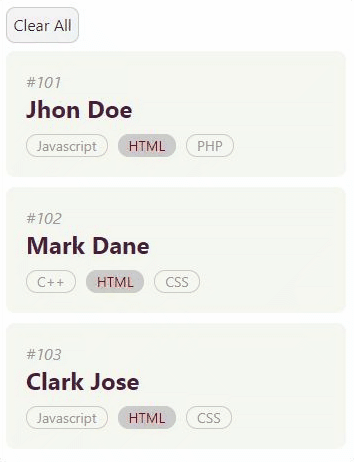 Clear All
#101
Jhon Doe
Javascript HTML PHP
#102
Mark Dane
C++ HTML CSS
#103
Clark Jose
Javascript HTML CSS